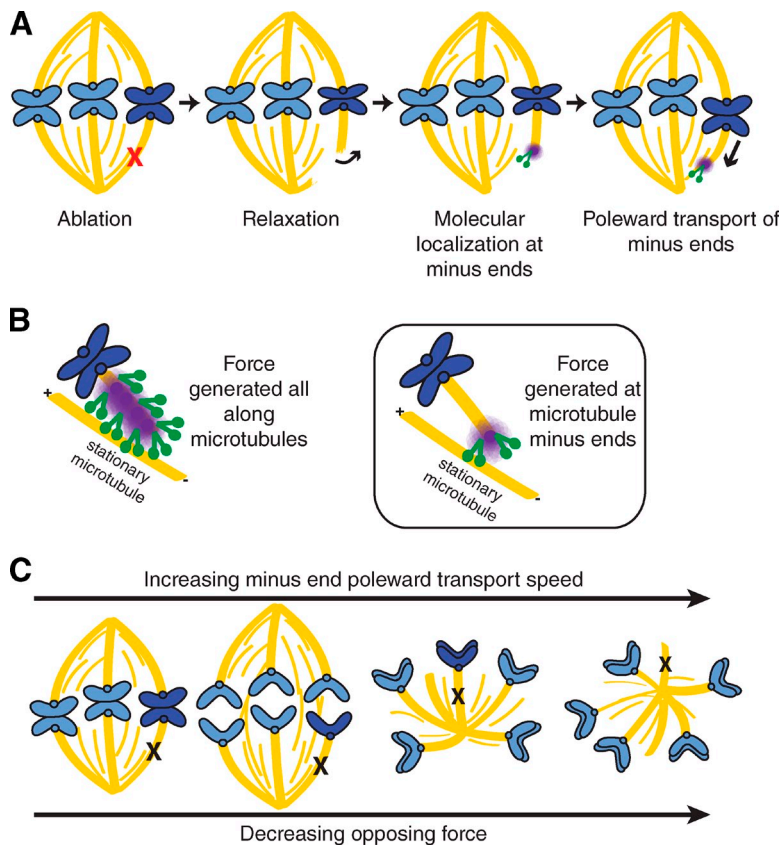 A
X
Ablation
Relaxation
Molecular
localization at
minus ends
Poleward transport of
minus ends
B
+
stationary
microtubule
-
Force
generated all
along
microtubules
+
stationary
microtubule
-
Force
generated at
microtubule
minus ends
C
Increasing minus end poleward transport speed
X
X
X
X
Decreasing opposing force